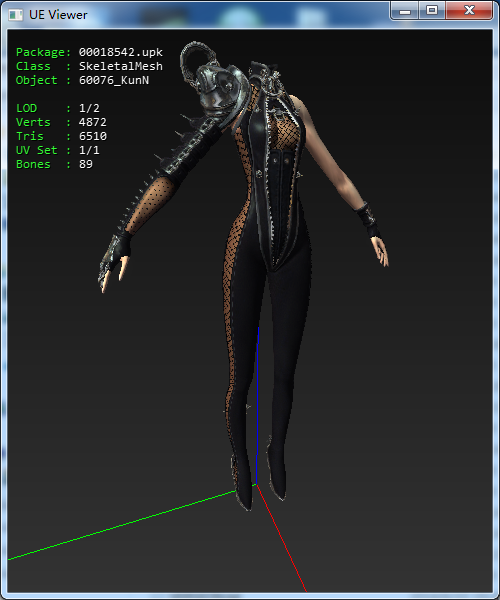 UE Viewer
Package: 00018542.upk
Class : SkeletalMesh
Object : 60076_KunN
LOD : 1/2
Verts : 4872
Tris : 6510
UV Set : 1/1
Bones : 89